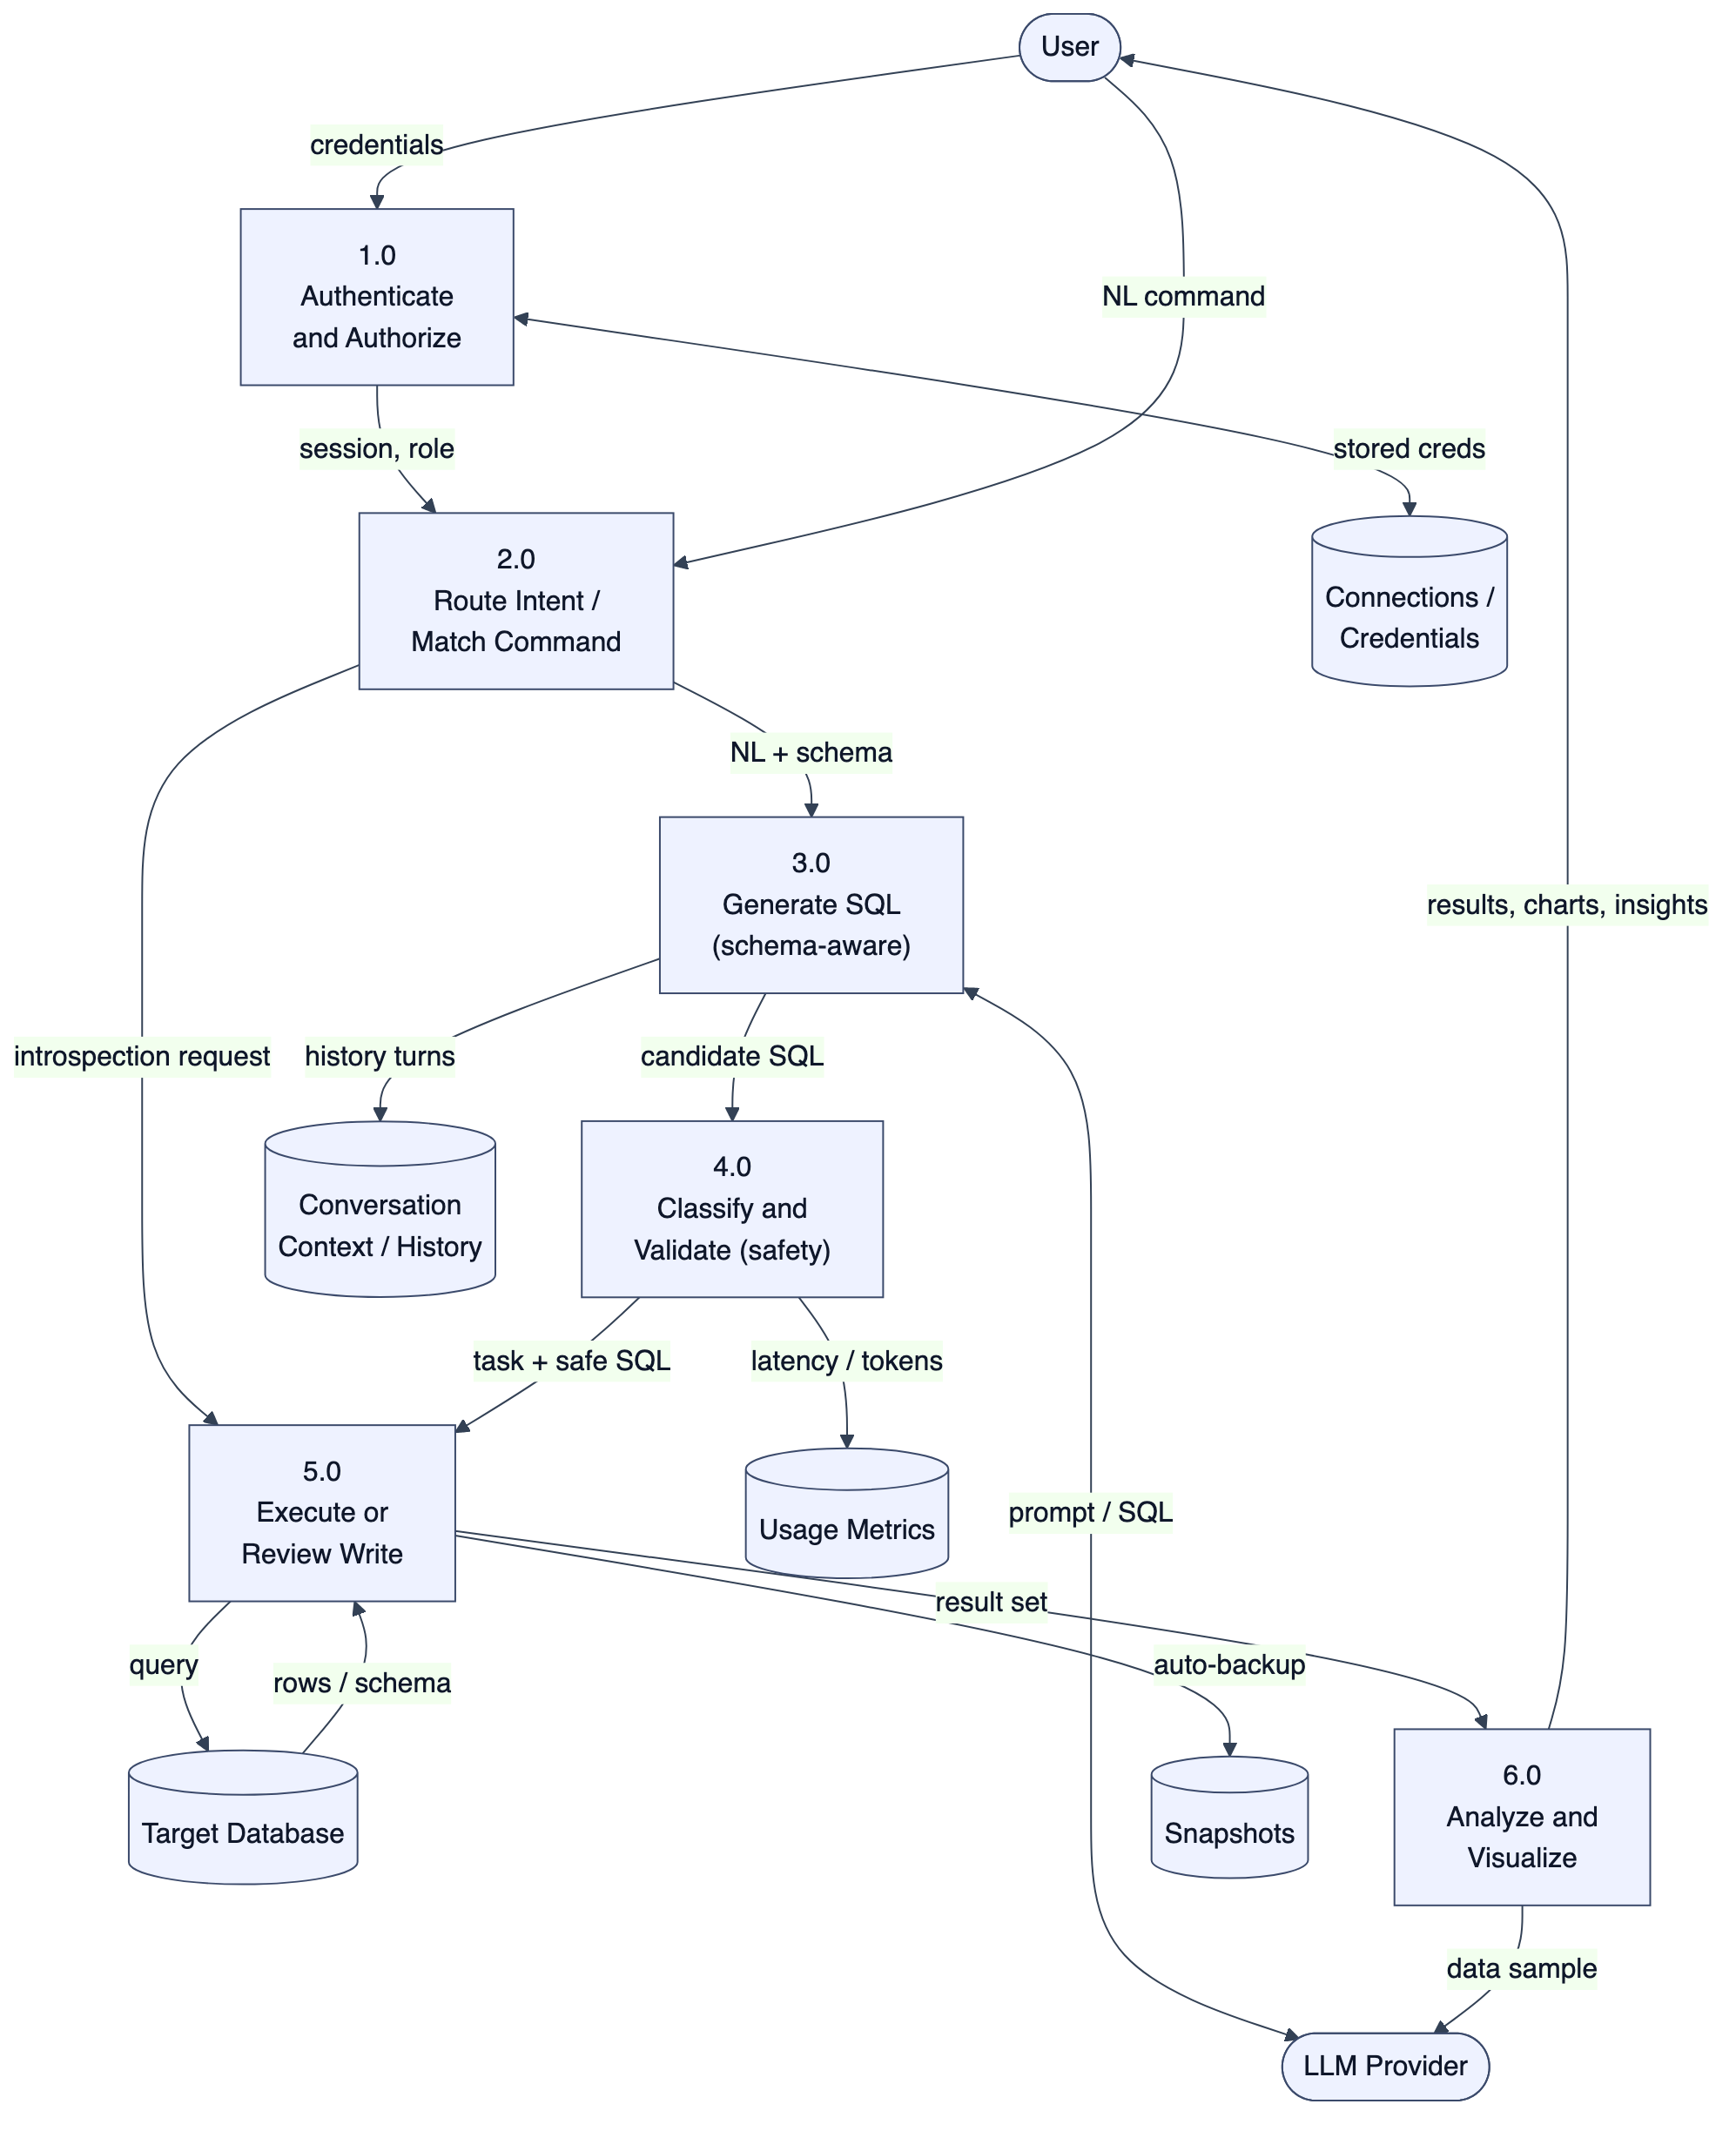 User
credentials
1.0
Authenticate
and Authorize
NL command
session, role
stored creds
2.0
Route Intent /
Match Command
Connections /
Credentials
NL + schema
3.0
Generate SQL
(schema-aware)
results, charts, insights
introspection request
history turns
candidate SQL
Conversation
Context / History
4.0
Classify and
Validate (safety)
task + safe SQL
latency / tokens
5.0
Execute or
Review Write
Usage Metrics
prompt / SQL
result set
query
rows / schema
auto-backup
Target Database
Snapshots
6.0
Analyze and
Visualize
data sample
LLM Provider